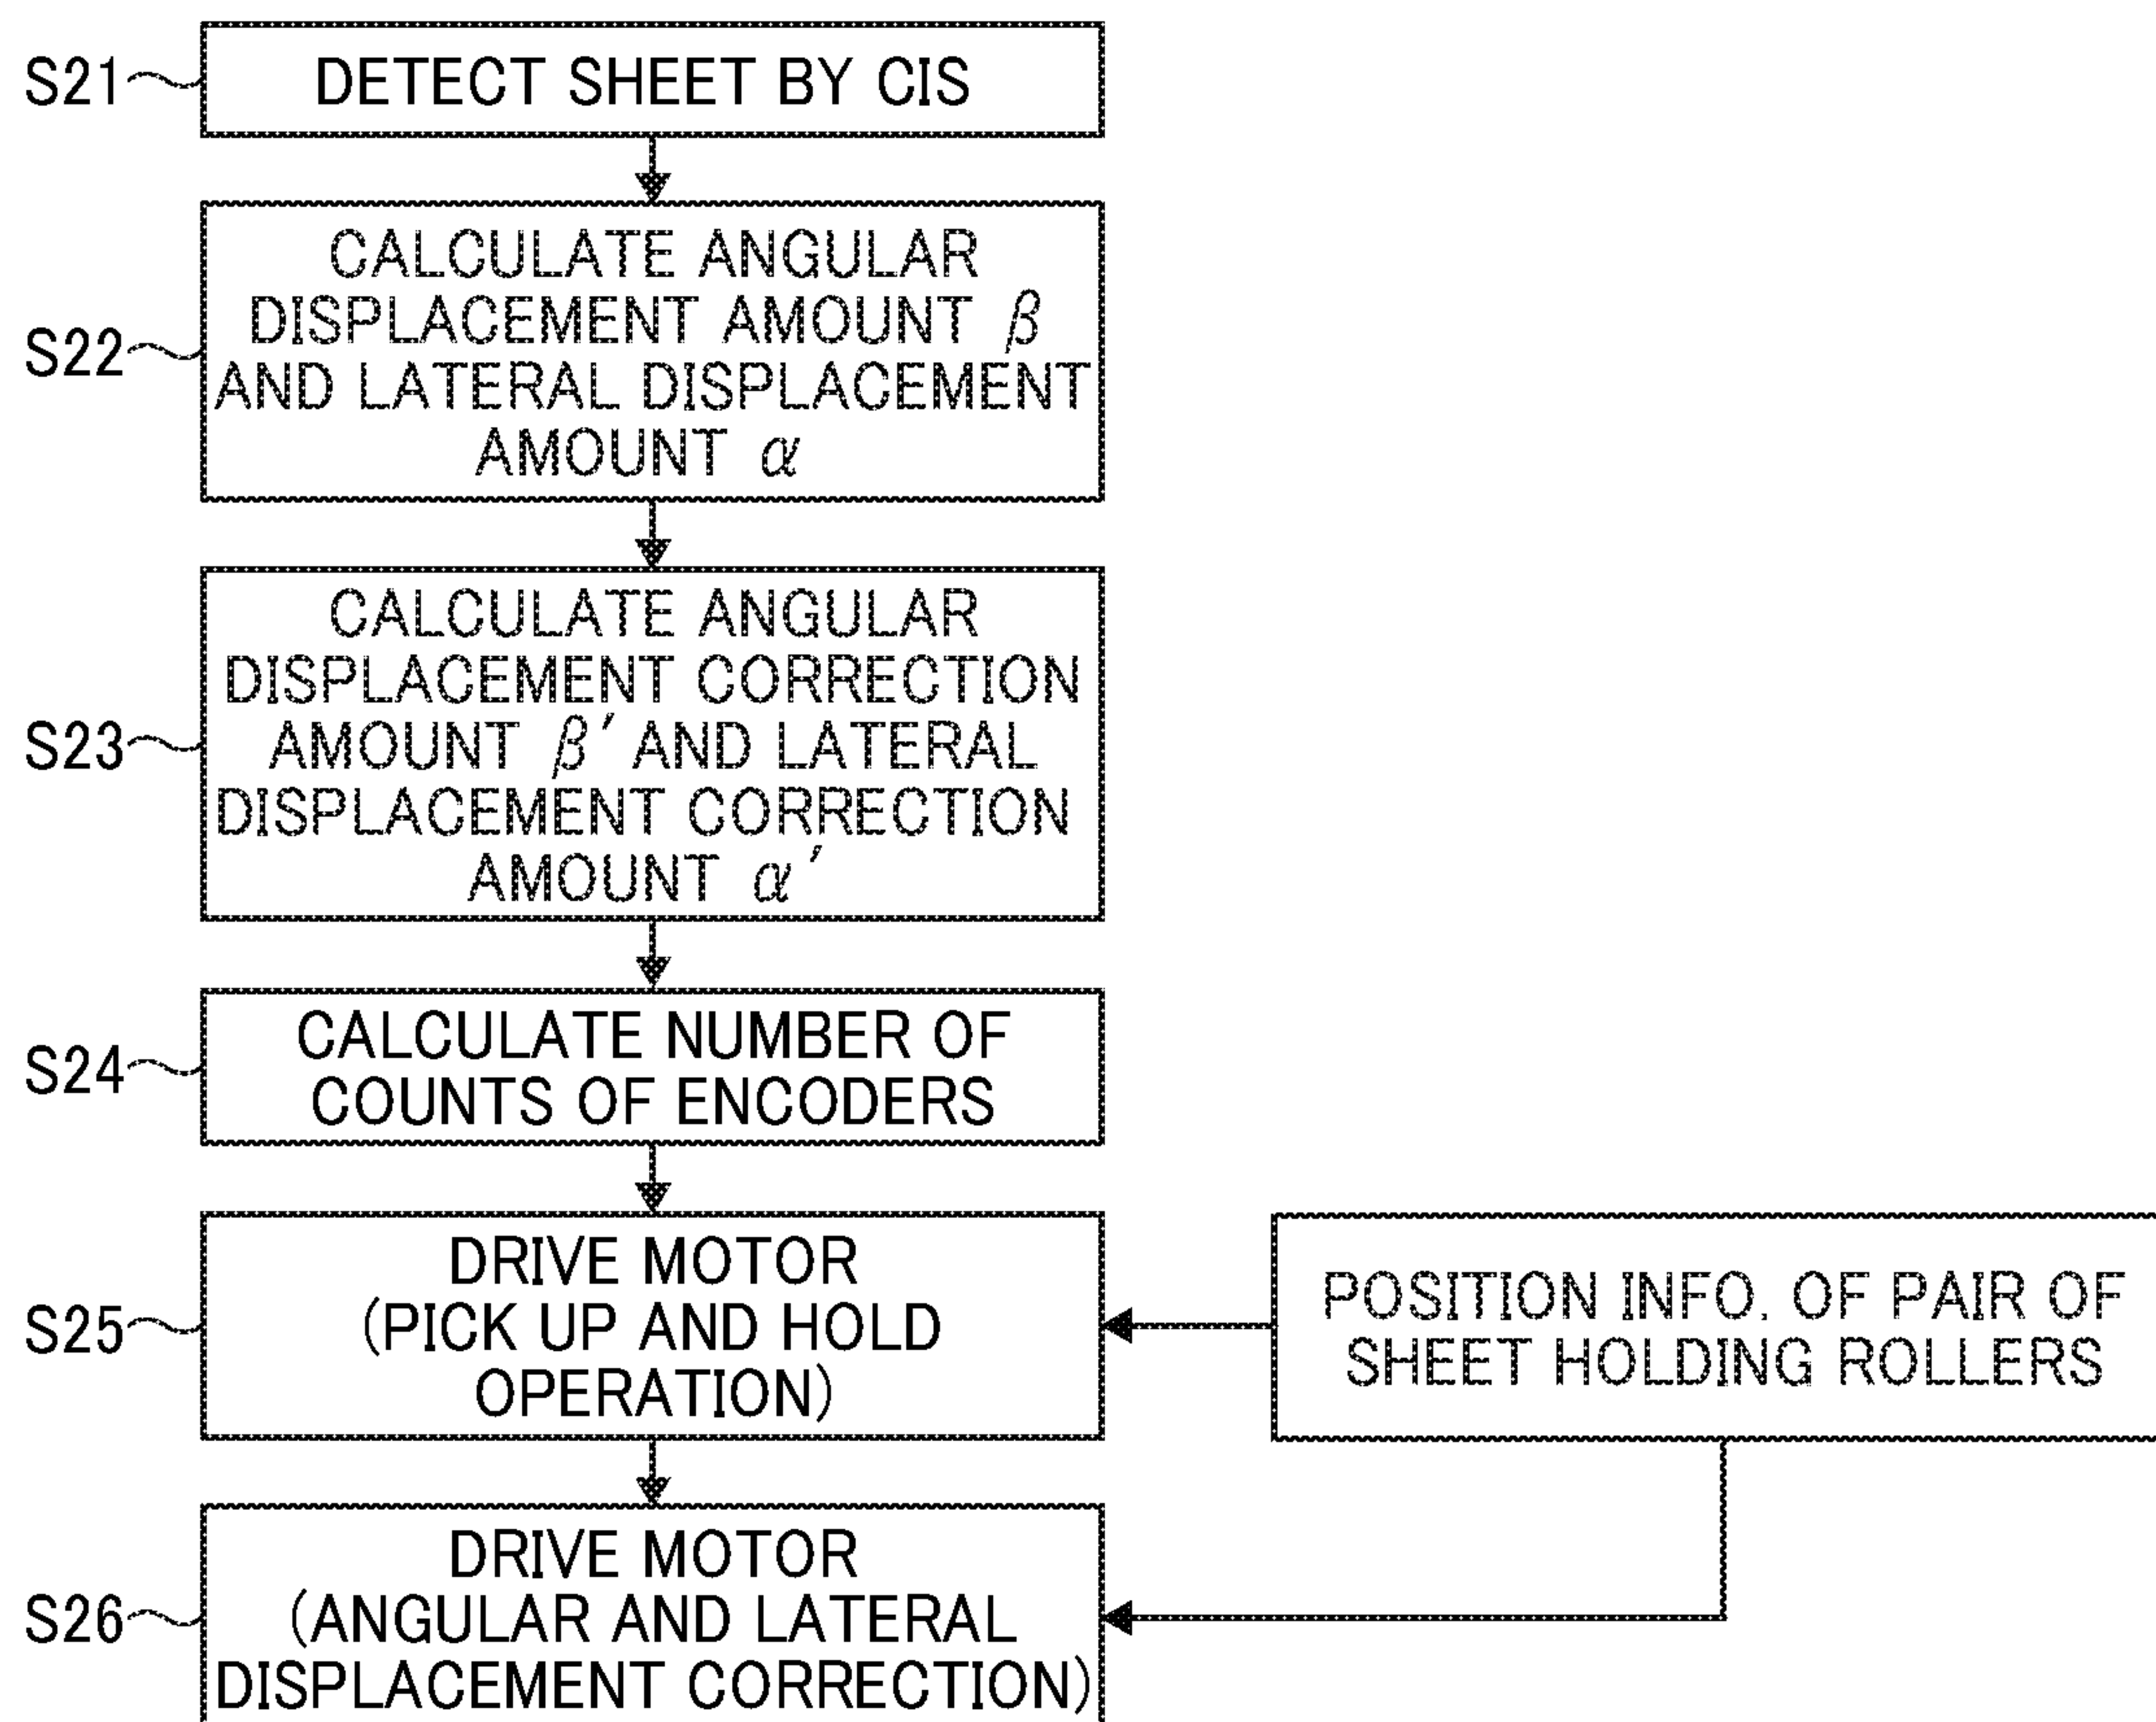 S21
DETECT SHEET BY CIS
S22
CALCULATE ANGULAR
DISPLACEMENT AMOUNT β
AND LATERAL DISPLACEMENT
AMOUNT α
S23
CALCULATE ANGULAR
DISPLACEMENT CORRECTION
AMOUNT β' AND LATERAL
DISPLACEMENT CORRECTION
AMOUNT α'
S24
CALCULATE NUMBER OF
COUNTS OF ENCODERS
S25
DRIVE MOTOR
(PICK UP AND HOLD
OPERATION)
POSITION INFO. OF PAIR OF
SHEET HOLDING ROLLERS
S26
DRIVE MOTOR
(ANGULAR AND LATERAL
DISPLACEMENT CORRECTION)